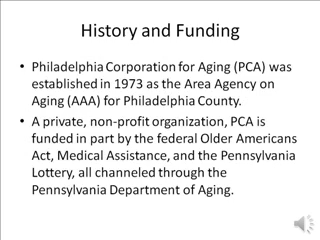 History and Funding
• Philadelphia Corporation for Aging (PCA) was
established in 1973 as the Area Agency on
Aging (AAA) for Philadelphia County.
• A private, non-profit organization, PCA is
funded in part by the federal Older Americans
Act, Medical Assistance, and the Pennsylvania
Lottery, all channeled through the
Pennsylvania Department of Aging.